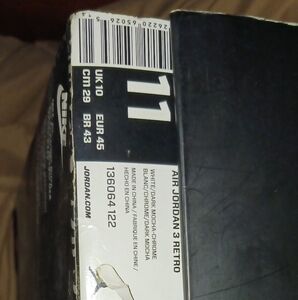 AIR JORDAN 3 RETRO
WHITE/DARK MOCHA-CHROME
BLANC/CHROME/DARK MOCHA
MADE IN CHINA / FABRIQUE EN CHINE /
HECHO EN CHINA
136064 122
JORDAN.COM
11
UK 10 EUR 45
CM 29 BR 43
NIKE